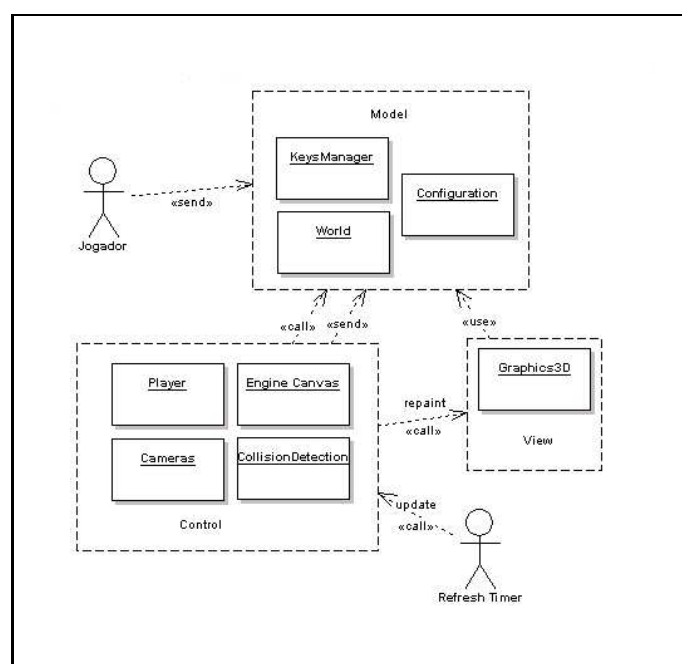 Model
KeysManager
Configuration
«send»
World
Jogador
«call»
«send»
«use»
Player
Engine Canvas
Graphics3D
repaint
«call»
View
Cameras
CollisionDetection
Control
update
«call»
Refresh Timer